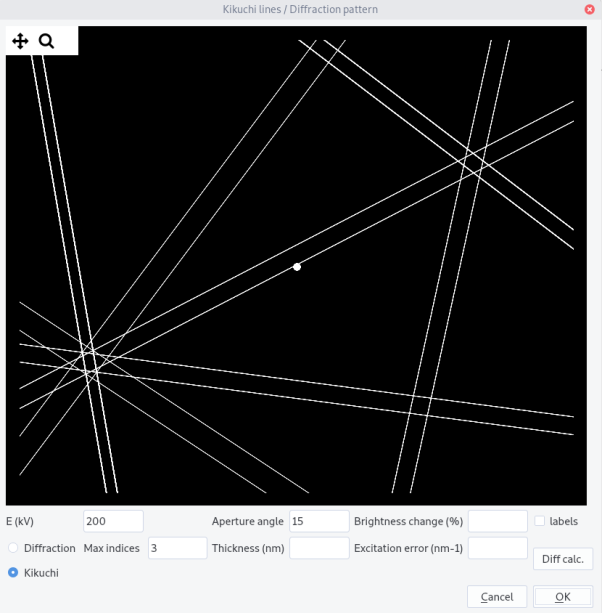 Kikuchi lines / Diffraction pattern
E (kV) 200 Aperture angle 15 Brightness change (%) labels
Diffraction Max indices 3 Thickness (nm) Excitation error (nm-1)
Diff calc.
Kikuchi
Cancel OK